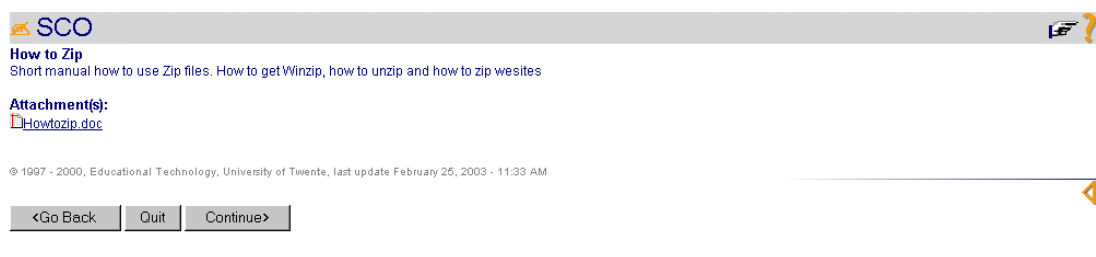 SCO
How to Zip
Short manual how to use Zip files. How to get Winzip, how to unzip and how to zip wesites
Attachment(s):
Howtozip.doc
© 1997 - 2000, Educational Technology, University of Twente, last update February 25, 2003 - 11:33 AM
<Go Back Quit Continue>